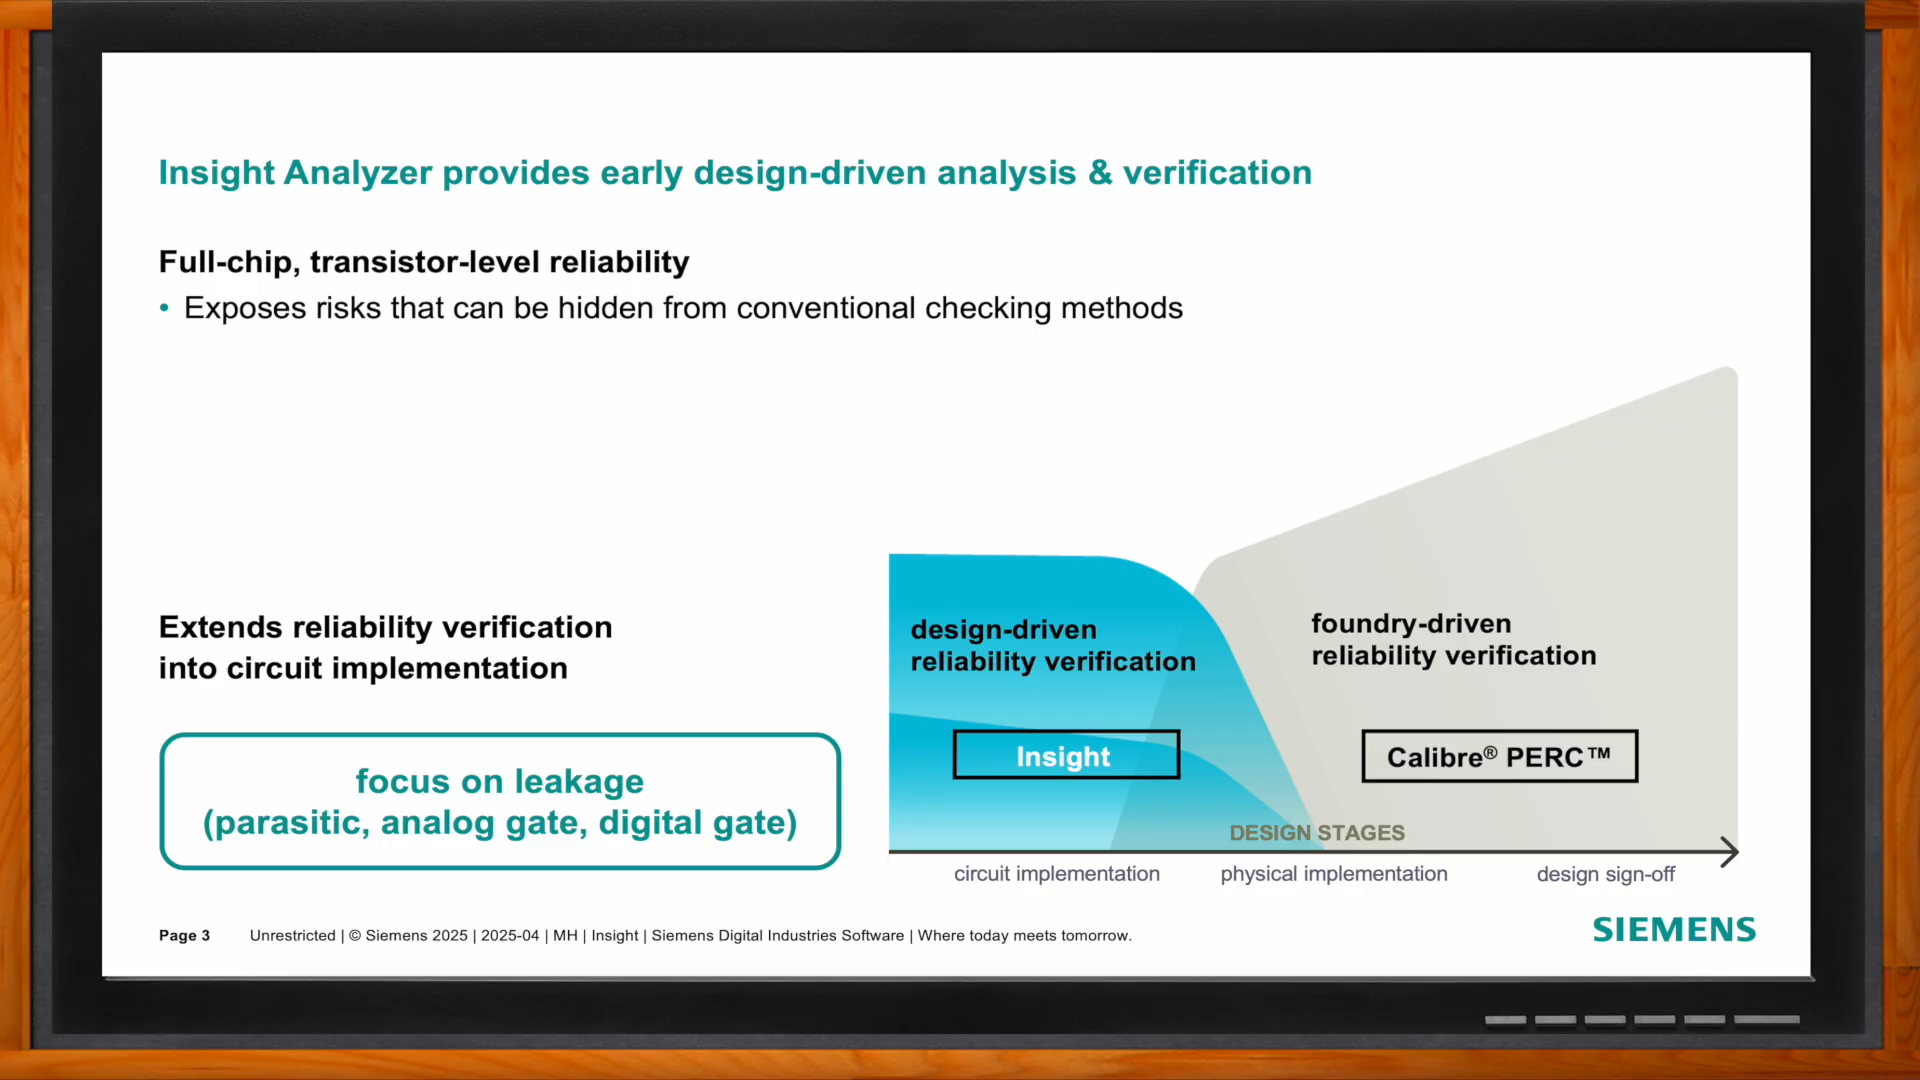 Insight Analyzer provides early design-driven analysis & verification
Full-chip, transistor-level reliability
• Exposes risks that can be hidden from conventional checking methods
Extends reliability verification
into circuit implementation
focus on leakage
(parasitic, analog gate, digital gate)
design-driven
reliability verification
Insight
foundry-driven
reliability verification
Calibre® PERC™
DESIGN STAGES
circuit implementation
physical implementation
design sign-off
Page 3 Unrestricted | © Siemens 2025 | 2025-04 | MH | Insight | Siemens Digital Industries Software | Where today meets tomorrow.
SIEMENS